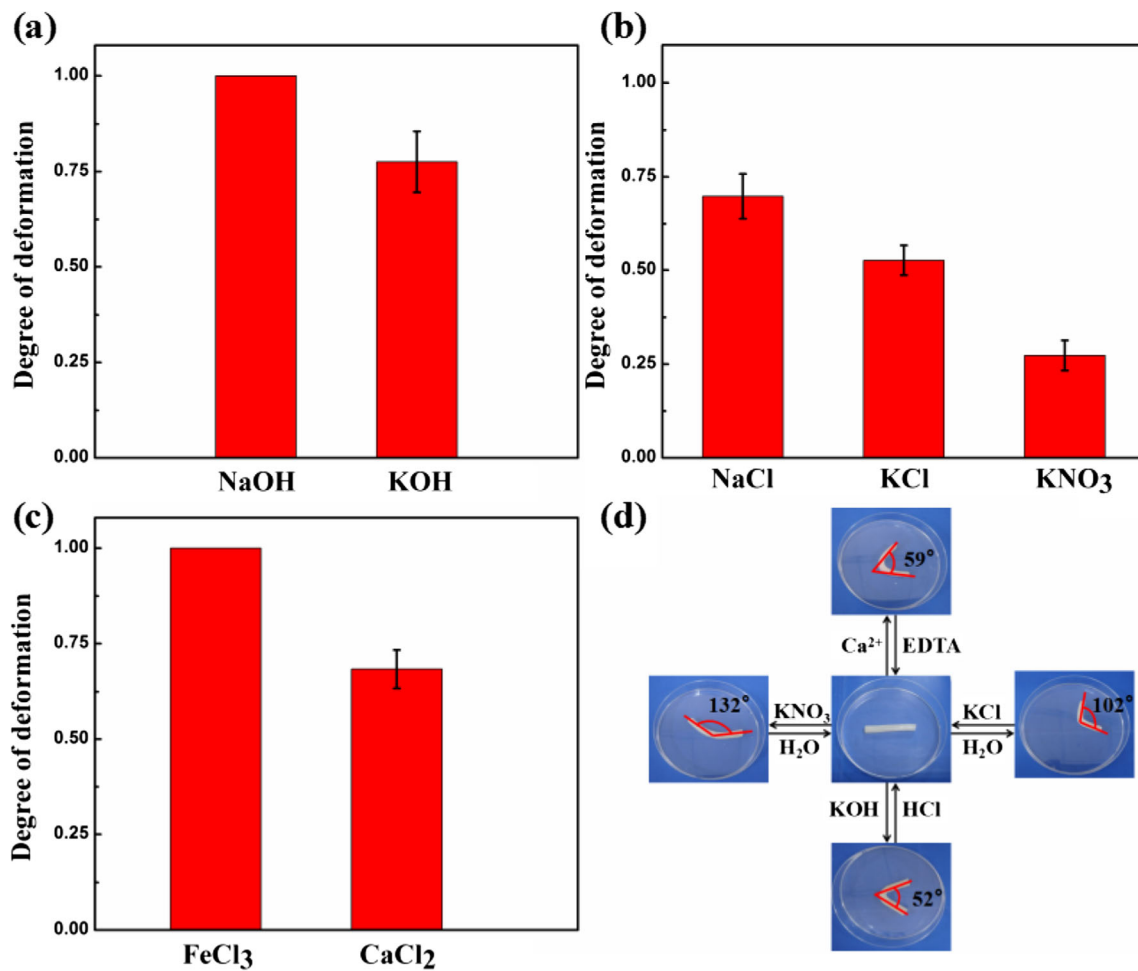 (a)
Degree of deformation
1.00
0.75
0.50
0.25
0.00
NaOH KOH
(b)
Degree of deformation
1.00
0.75
0.50
0.25
0.00
NaCl KCl KNO₃
(c)
Degree of deformation
1.00
0.75
0.50
0.25
0.00
FeCl₃ CaCl₂
(d)
59°
Ca²⁺ EDTA
132°
KNO₃
H₂O
KCl
H₂O
102°
KOH HCl
52°